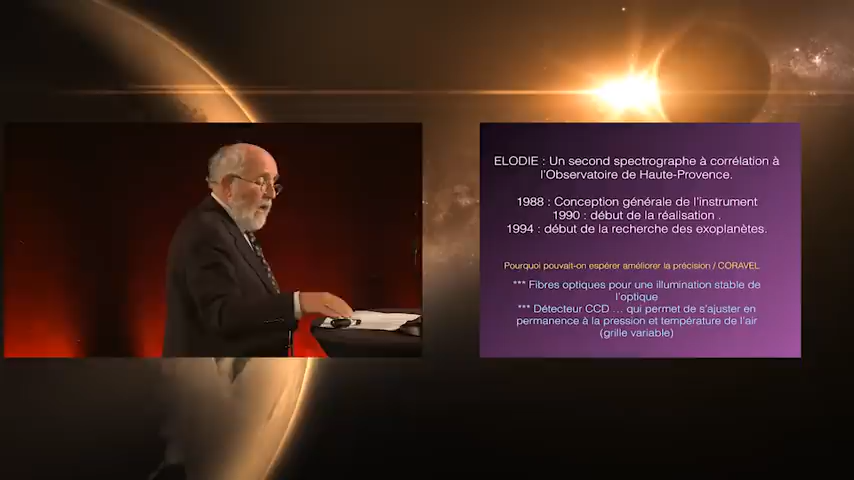 ELODIE : Un second spectrographe à corrélation à
l'Observatoire de Haute-Provence.
1988 : Conception générale de l'instrument
1990 : début de la réalisation .
1994 : début de la recherche des exoplanètes.
Pourquoi pouvait-on espérer améliorer la précision / CORAVEL
*** Fibres optiques pour une illumination stable de
l'optique
*** Détecteur CCD ... qui permet de s'ajuster en
permanence à la pression et température de l'air
(grille variable)